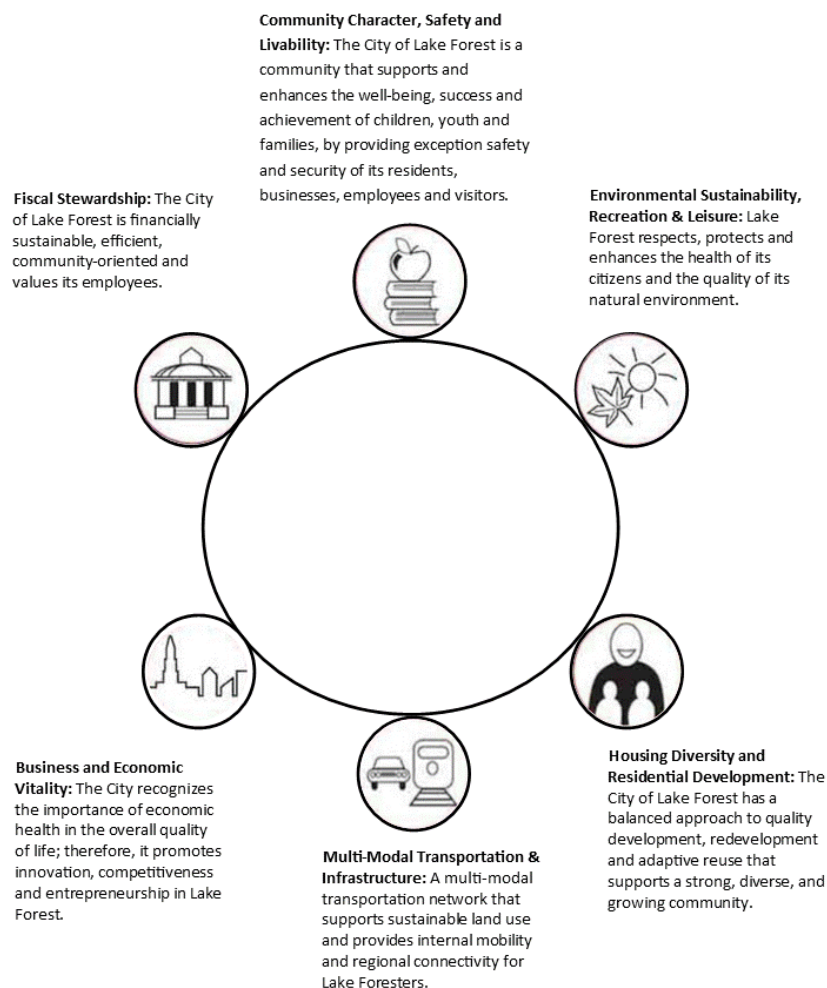 Community Character, Safety and
Livability: The City of Lake Forest is a
community that supports and
enhances the well-being, success and
achievement of children, youth and
families, by providing exception safety
and security of its residents,
businesses, employees and visitors.
Fiscal Stewardship: The City
of Lake Forest is financially
sustainable, efficient,
community-oriented and
values its employees.
Environmental Sustainability,
Recreation & Leisure: Lake
Forest respects, protects and
enhances the health of its
citizens and the quality of its
natural environment.
Business and Economic
Vitality: The City recognizes
the importance of economic
health in the overall quality
of life; therefore, it promotes
innovation, competitiveness
and entrepreneurship in Lake
Forest.
Multi-Modal Transportation &
Infrastructure: A multi-modal
transportation network that
supports sustainable land use
and provides internal mobility
and regional connectivity for
Lake Foresters.
Housing Diversity and
Residential Development: The
City of Lake Forest has a
balanced approach to quality
development, redevelopment
and adaptive reuse that
supports a strong, diverse, and
growing community.